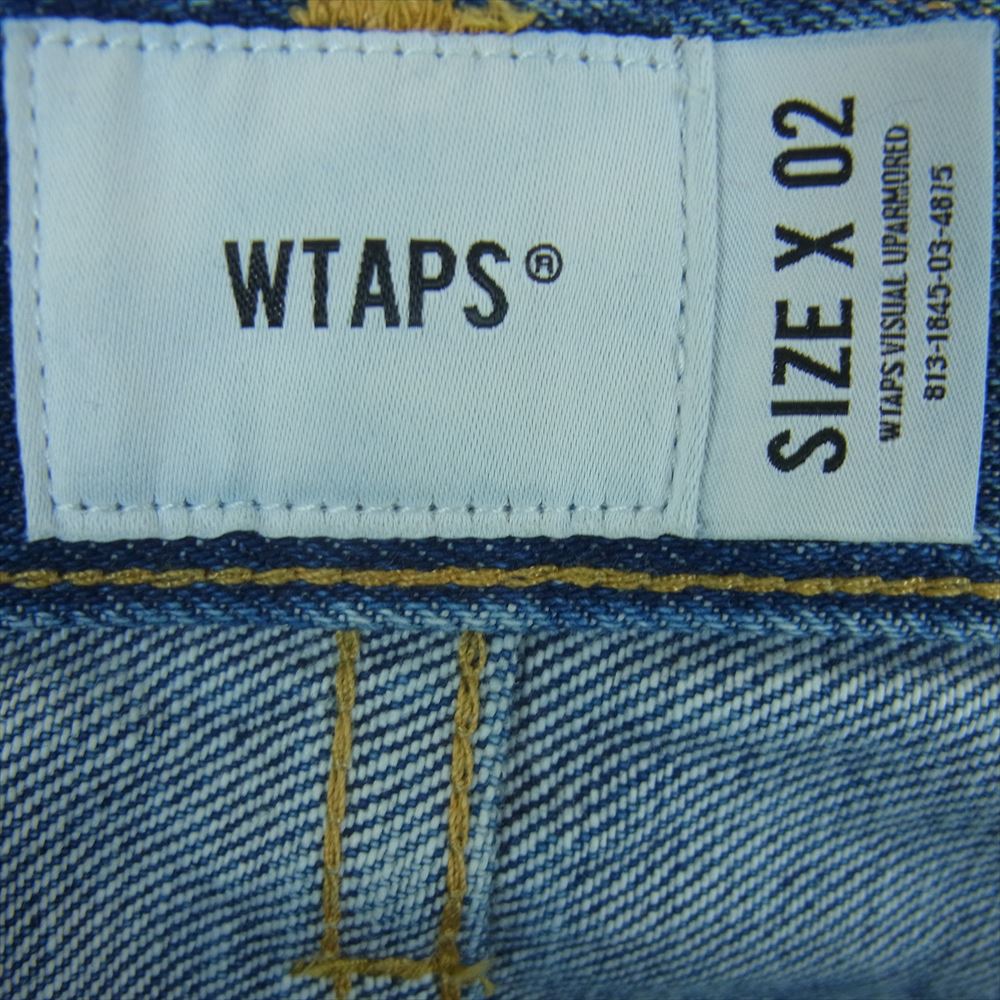 WTAPS®
SIZE X 02
WTAPS VISUAL UPARMORED
813-1845-03-4875